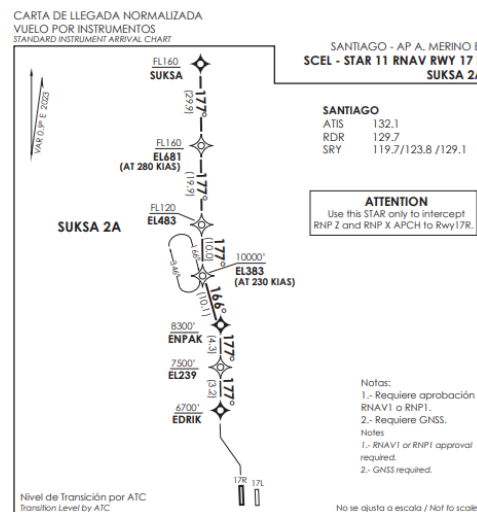 CARTA DE LLEGADA NORMALIZADA
VUELO POR INSTRUMENTOS
STANDARD INSTRUMENT ARRIVAL CHART
SANTIAGO - AP A. MERINO
SCEL - STAR 11 RNAV RWY 17
SUKSA 2A
VAR 0.9° E 2023
FL160
SUKSA
177°
(29.9)
FL160
EL681
(AT 280 KIAS)
177°
(19.9)
SANTIAGO
ATIS 132.1
RDR 129.7
SRY 119.7/123.8 /129.1
ATTENTION
Use this STAR only to intercept
RNP Z and RNP X APCH to Rwy17R.
SUKSA 2A
FL120
EL483
177°
(10.0)
166°
346°
10000'
EL383
(AT 230 KIAS)
166°
(10.1)
8300'
ENPAK
177°
(4.3)
7500'
EL239
177°
(3.2)
6700'
EDRIK
17R 17L
Notas:
1.- Requiere aprobación
RNAV1 o RNP1.
2.- Requiere GNSS.
Notes
1.- RNAV1 or RNP1 approval
required.
2.- GNSS required.
Nivel de Transición por ATC
Transition Level by ATC
No se ajusta a escala / Not to scale